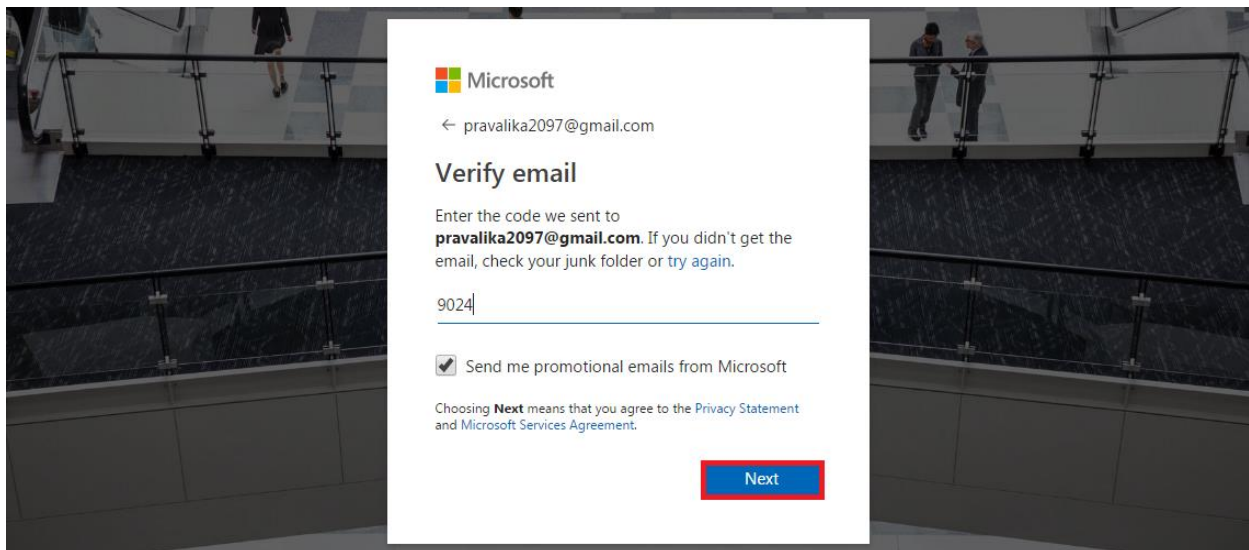 Microsoft
← pravalika2097@gmail.com
Verify email
Enter the code we sent to
pravalika2097@gmail.com. If you didn't get the
email, check your junk folder or try again.
9024
Send me promotional emails from Microsoft
Choosing Next means that you agree to the Privacy Statement
and Microsoft Services Agreement.
Next